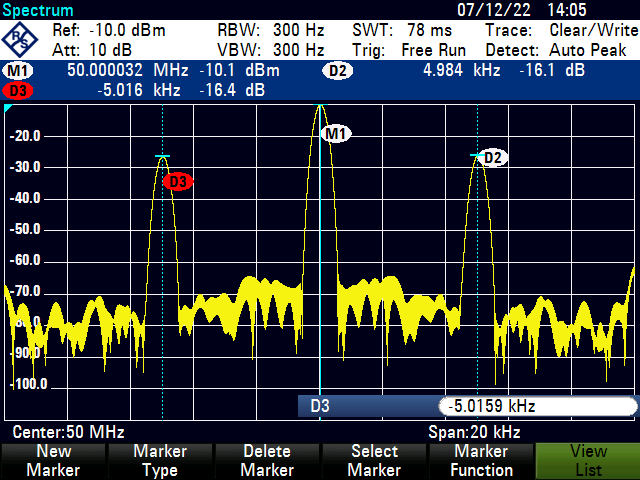 Spectrum 07/12/22 14:05
Ref: -10.0 dBm RBW: 300 Hz SWT: 78 ms Trace: Clear/Write
Att: 10 dB VBW: 300 Hz Trig: Free Run Detect: Auto Peak
R&S
M1 50.000032 MHz -10.1 dBm D2 4.984 kHz -16.1 dB
D3 -5.016 kHz -16.4 dB
-20.0
-30.0
-40.0
-50.0
-60.0
-70.0
-80.0
-90.0
-100.0
M1
D2
D3
D3 -5.0159 kHz
Center:50 MHz Span:20 kHz
New Marker Delete Select Marker View
Marker Type Marker Marker Function List